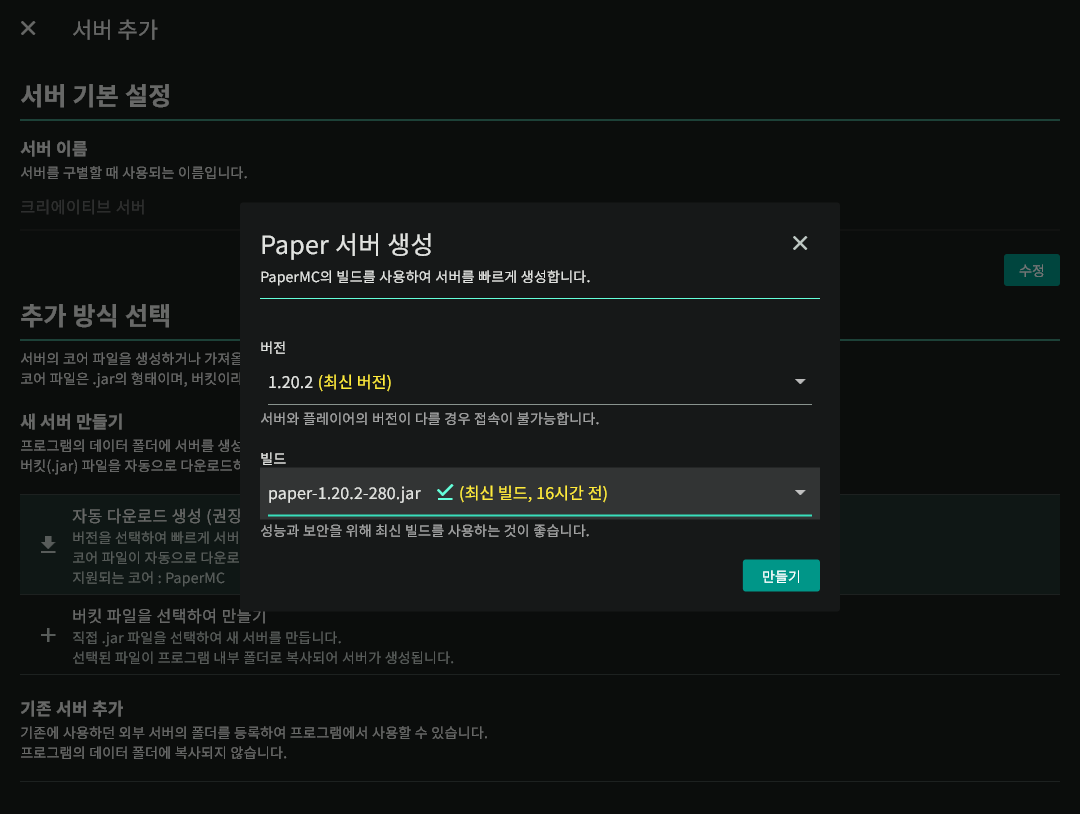 서버 추가
서버 기본 설정
서버 이름
서버를 구별할 때 사용되는 이름입니다.
크리에이티브 서버
수정
추가 방식 선택
서버의 코어 파일을 생성하거나 가져올
코어 파일은 .jar의 형태이며, 버킷이라
새 서버 만들기
프로그램의 데이터 폴더에 서버를 생성
버킷(.jar) 파일을 자동으로 다운로드하
자동 다운로드 생성 (권장
버전을 선택하여 빠르게 서버
코어 파일이 자동으로 다운로
지원되는 코어 : PaperMC
버킷 파일을 선택하여 만들기
직접 .jar 파일을 선택하여 새 서버를 만듭니다.
선택된 파일이 프로그램 내부 폴더로 복사되어 서버가 생성됩니다.
기존 서버 추가
기존에 사용하던 외부 서버의 폴더를 등록하여 프로그램에서 사용할 수 있습니다.
프로그램의 데이터 폴더에 복사되지 않습니다.
Paper 서버 생성
PaperMC의 빌드를 사용하여 서버를 빠르게 생성합니다.
버전
1.20.2 (최신 버전)
서버와 플레이어의 버전이 다를 경우 접속이 불가능합니다.
빌드
paper-1.20.2-280.jar (최신 빌드, 16시간 전)
성능과 보안을 위해 최신 빌드를 사용하는 것이 좋습니다.
만들기